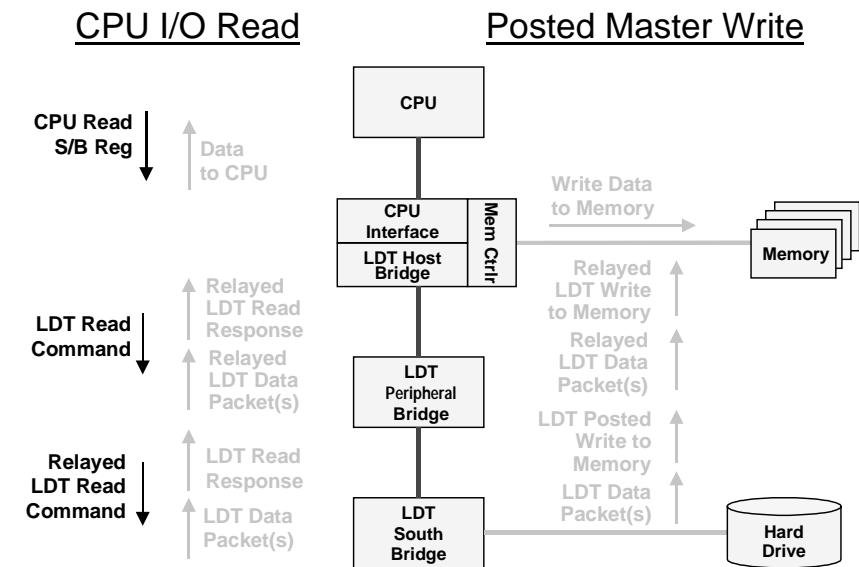 CPU I/O Read
Posted Master Write
CPU Read
S/B Reg
Data
to CPU
LDT Read
Command
Relayed
LDT Read
Response
Relayed
LDT Data
Packet(s)
Relayed
LDT Read
Command
LDT Read
Response
LDT Data
Packet(s)
CPU
CPU
Interface
LDT Host
Bridge
Mem Ctrlr
LDT
Peripheral
Bridge
LDT
South
Bridge
Write Data
to Memory
Memory
Relayed
LDT Write
to Memory
Relayed
LDT Data
Packet(s)
LDT Posted
Write to
Memory
LDT Data
Packet(s)
Hard
Drive